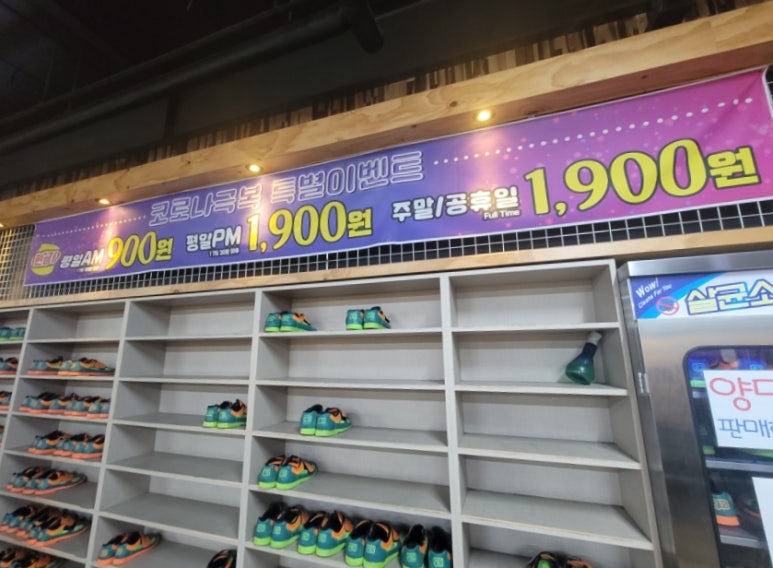 코로나극복 특별이벤트
평일AM 900원
평일PM 1,900원
주말/공휴일 1,900원
Full Time
Wow!
살균소
판매